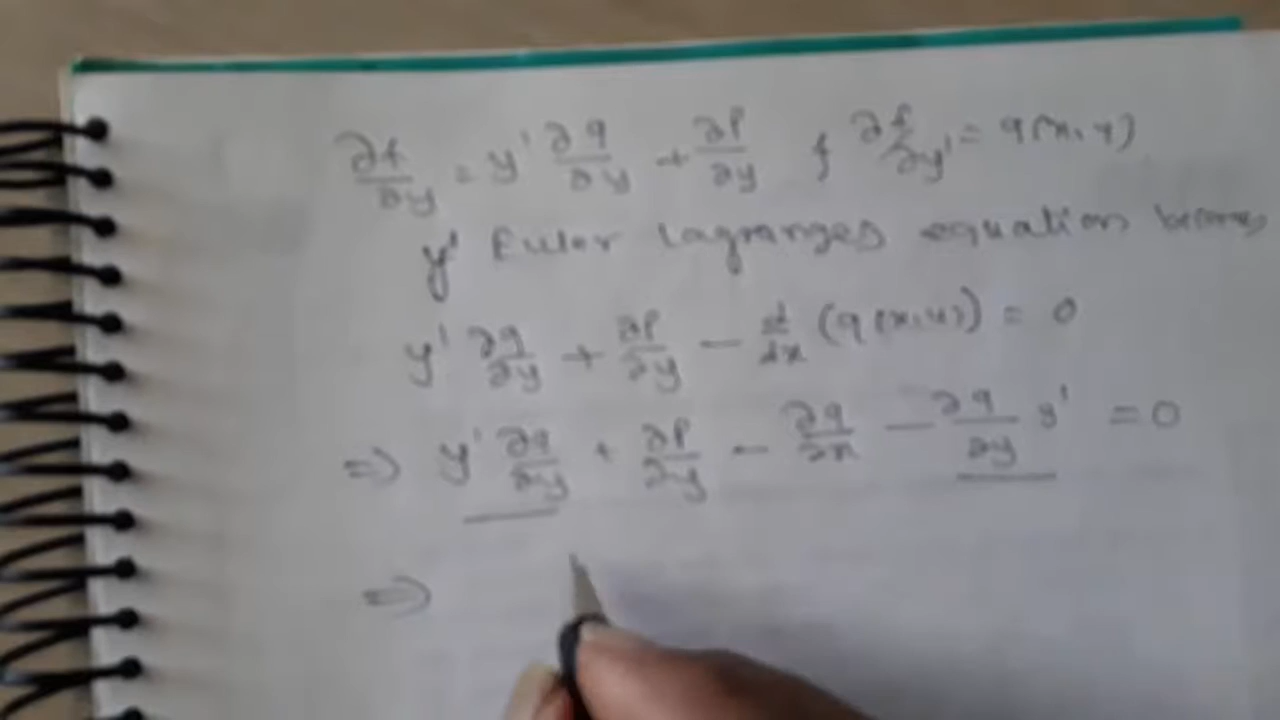 ∂f/∂y = y' ∂q/∂y + ∂P/∂y & ∂f/∂y' = q(x, y)
y' Euler lagranges equation becomes
y' ∂q/∂y + ∂P/∂y - d/dx (q(x, y)) = 0
⇒ y' ∂q/∂y + ∂P/∂y - ∂q/∂x - ∂q/∂y y' = 0
⇒